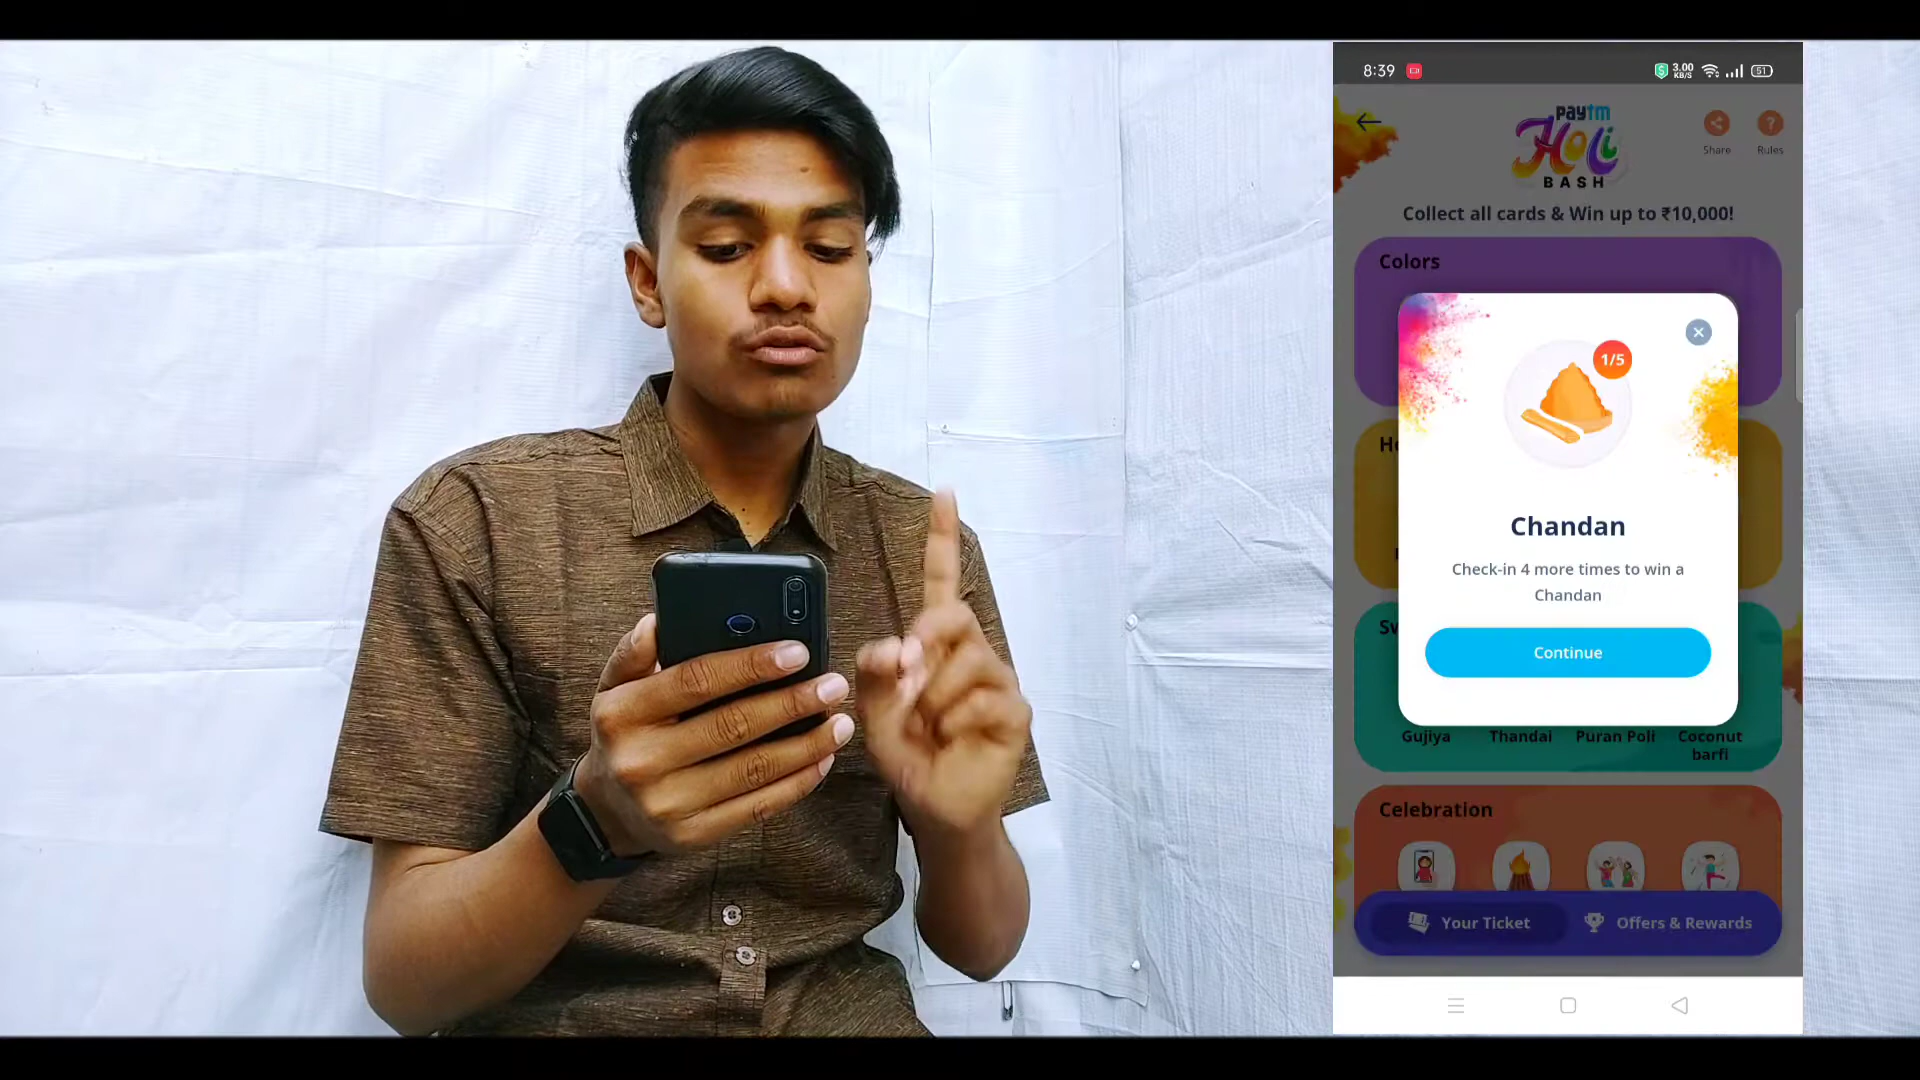 8:39
3.00
KB/S
51
paytm
Holi
BASH
Share
Rules
Collect all cards & Win up to ₹10,000!
Colors
1/5
Chandan
Check-in 4 more times to win a
Chandan
Continue
Gujiya
Thandai
Puran Poli
Coconut
barfi
Celebration
Your Ticket
Offers & Rewards